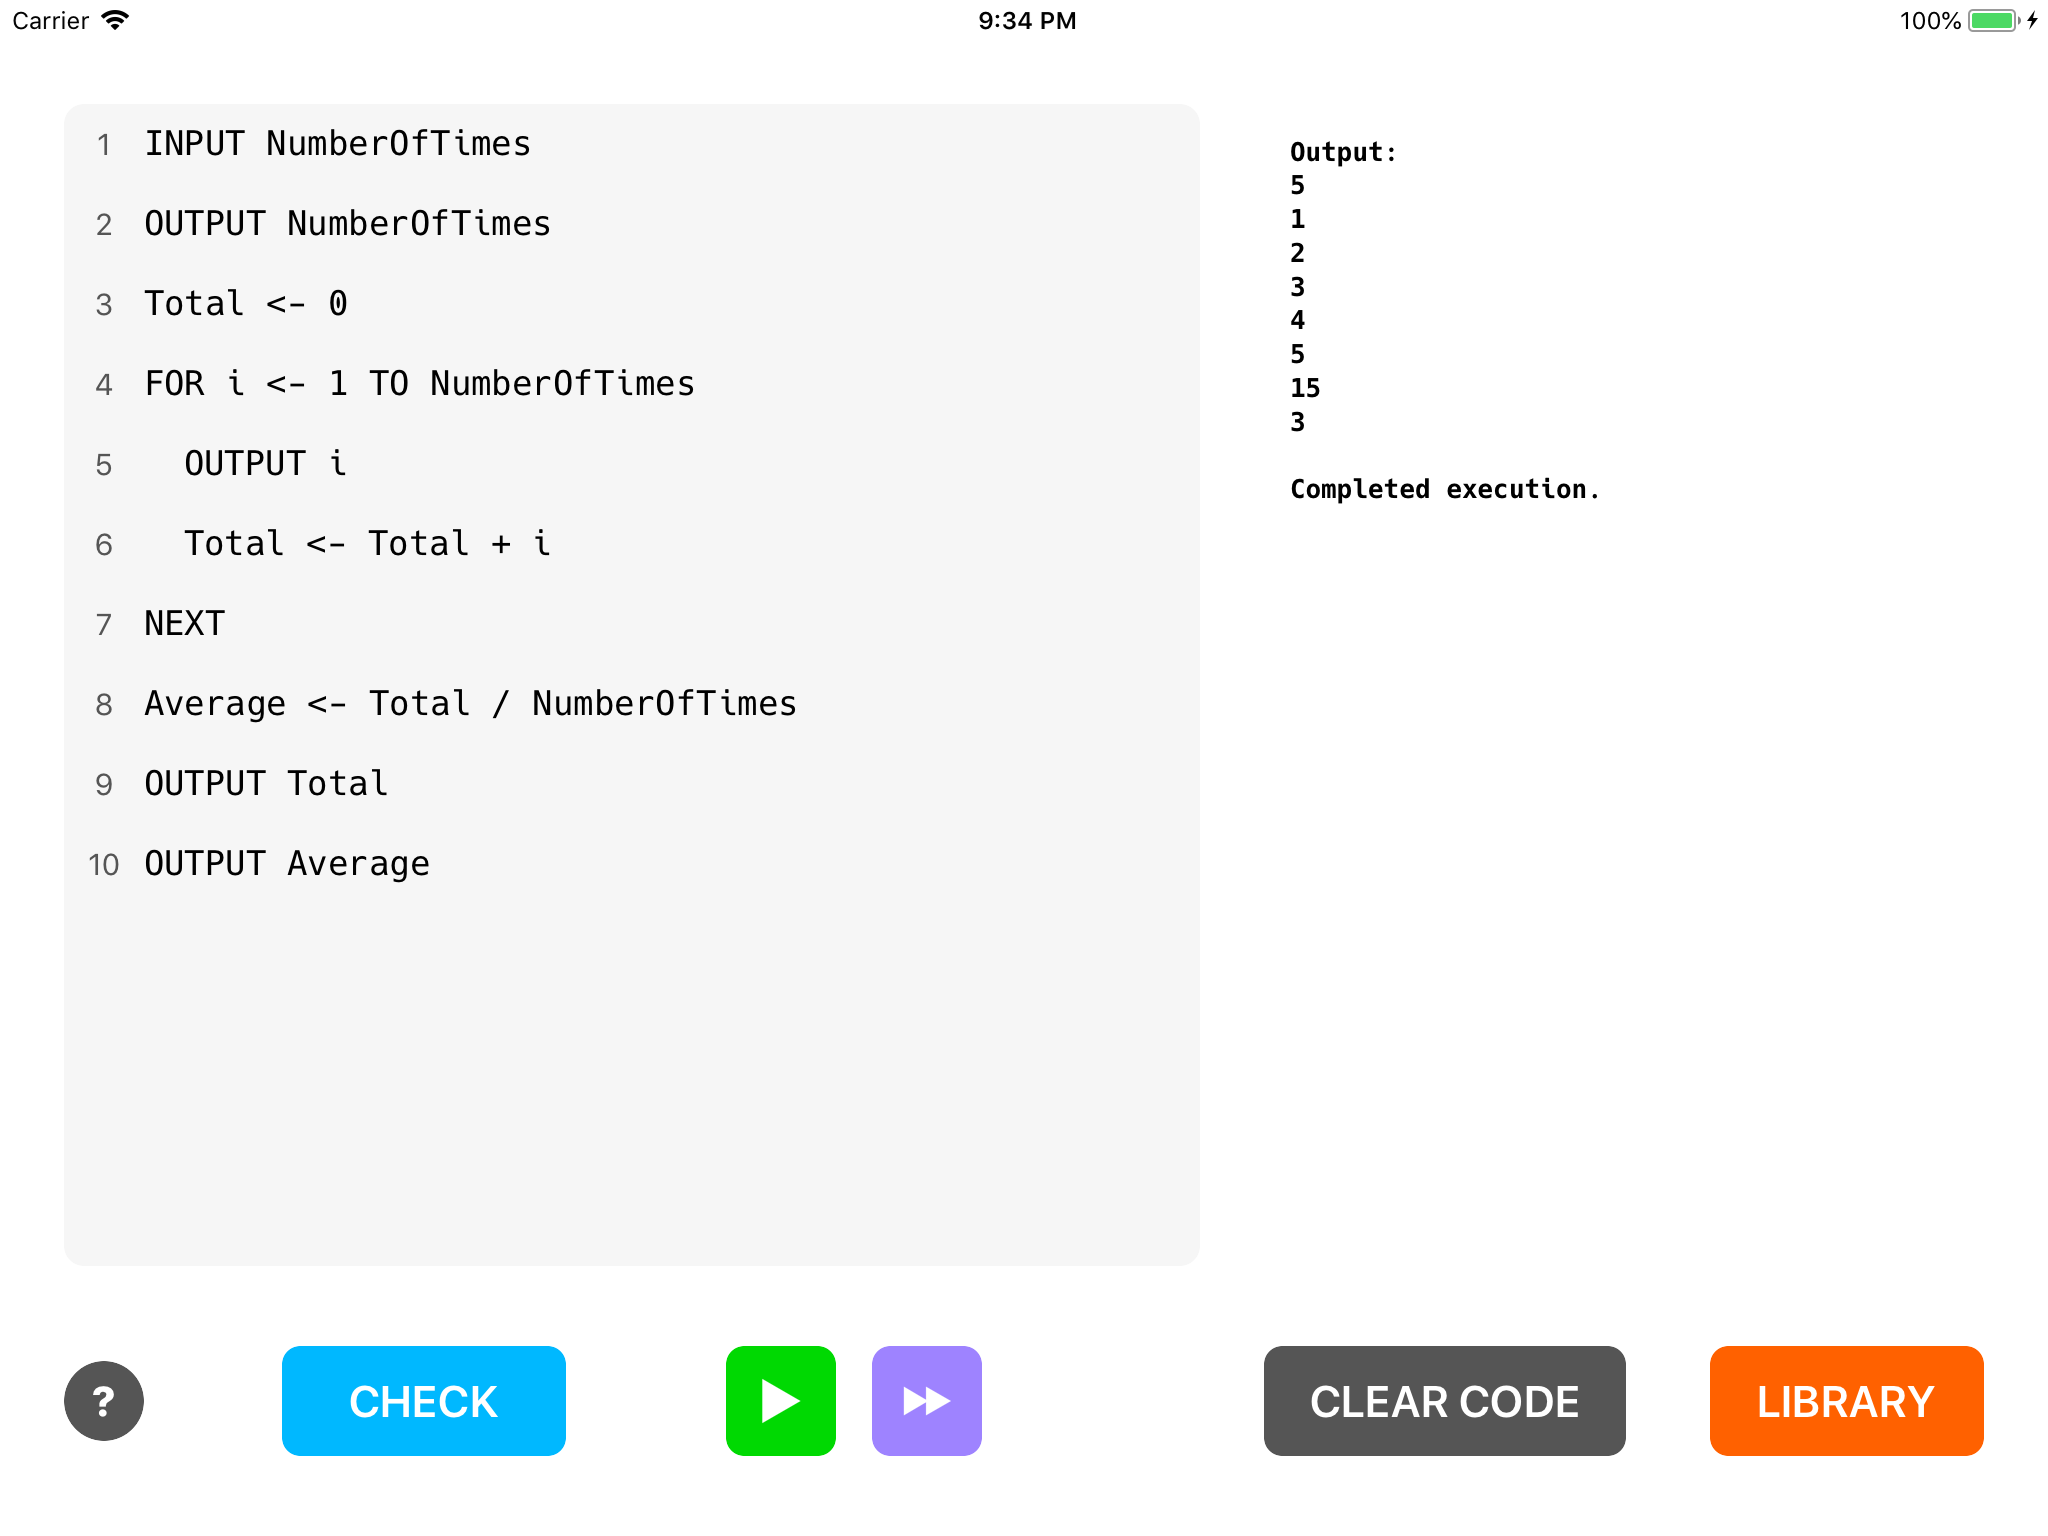 Carrier 9:34 PM 100%
1 INPUT NumberOfTimes
2 OUTPUT NumberOfTimes
3 Total <- 0
4 FOR i <- 1 TO NumberOfTimes
5 OUTPUT i
6 Total <- Total + i
7 NEXT
8 Average <- Total / NumberOfTimes
9 OUTPUT Total
10 OUTPUT Average
Output:
5
1
2
3
4
5
15
3
Completed execution.
? CHECK CLEAR CODE LIBRARY